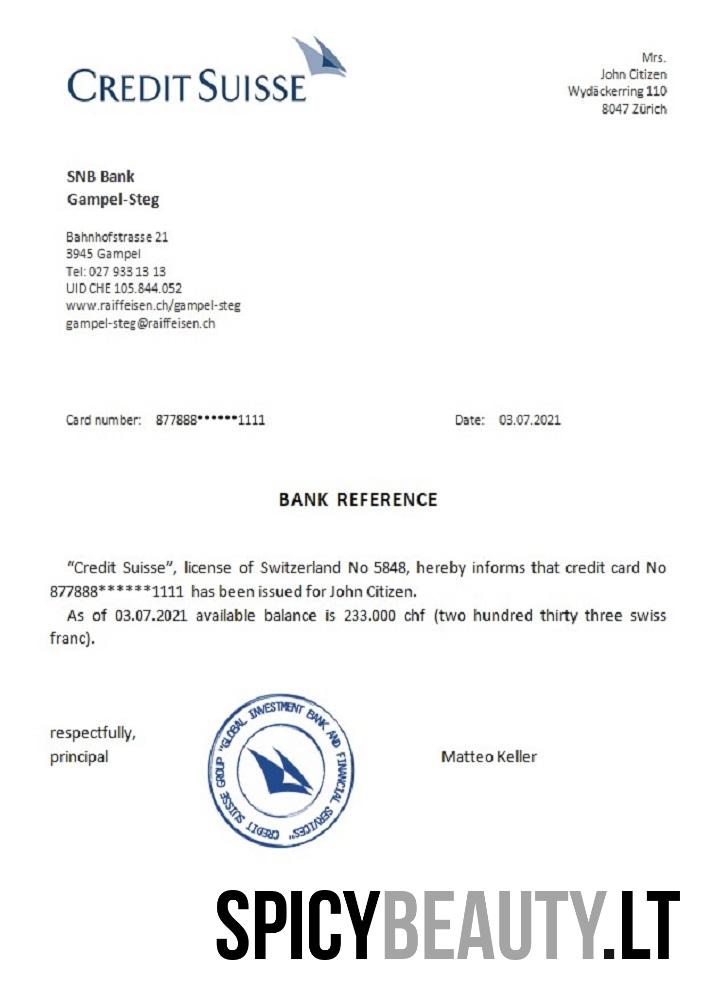 CREDIT SUISSE
Mrs.
John Citizen
Wydäckerring 110
8047 Zürich
SNB Bank
Gampel-Steg
Bahnhofstrasse 21
3945 Gampel
Tel: 027 933 13 13
UID CHE 105.844.052
www.raiffeisen.ch/gampel-steg
gampel-steg@raiffeisen.ch
Card number: 877888******1111 Date: 03.07.2021
BANK REFERENCE
“Credit Suisse”, license of Switzerland No 5848, hereby informs that credit card No
877888******1111 has been issued for John Citizen.
As of 03.07.2021 available balance is 233.000 chf (two hundred thirty three swiss
franc).
respectfully,
principal
CREDIT SUISSE GROUP "GLOBAL INVESTMENT BANK AND FINANCIAL SERVICES"
Matteo Keller
SPICYBEAUTY.LT